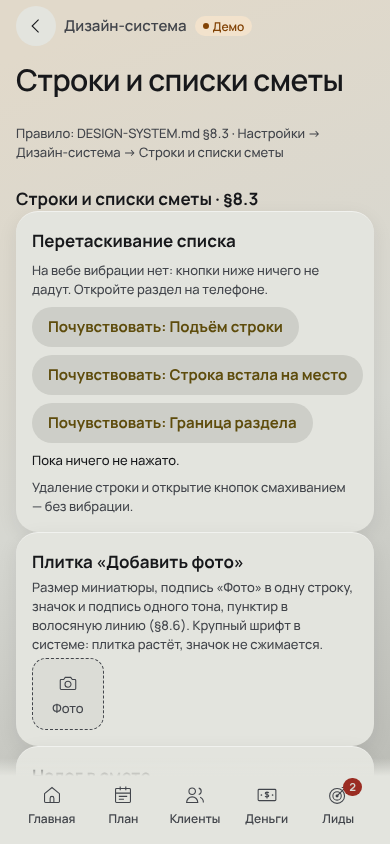 Дизайн-система
Демо
Строки и списки сметы
Правило: DESIGN-SYSTEM.md §8.3 · Настройки →
Дизайн-система → Строки и списки сметы
Строки и списки сметы · §8.3
Перетаскивание списка
На вебе вибрации нет: кнопки ниже ничего не
дадут. Откройте раздел на телефоне.
Почувствовать: Подъём строки
Почувствовать: Строка встала на место
Почувствовать: Граница раздела
Пока ничего не нажато.
Удаление строки и открытие кнопок смахиванием
— без вибрации.
Плитка «Добавить фото»
Размер миниатюры, подпись «Фото» в одну строку,
значок и подпись одного тона, пунктир в
волосяную линию (§8.6). Крупный шрифт в
системе: плитка растёт, значок не сжимается.
Фото
2
Главная
План
Клиенты
Деньги
Лиды